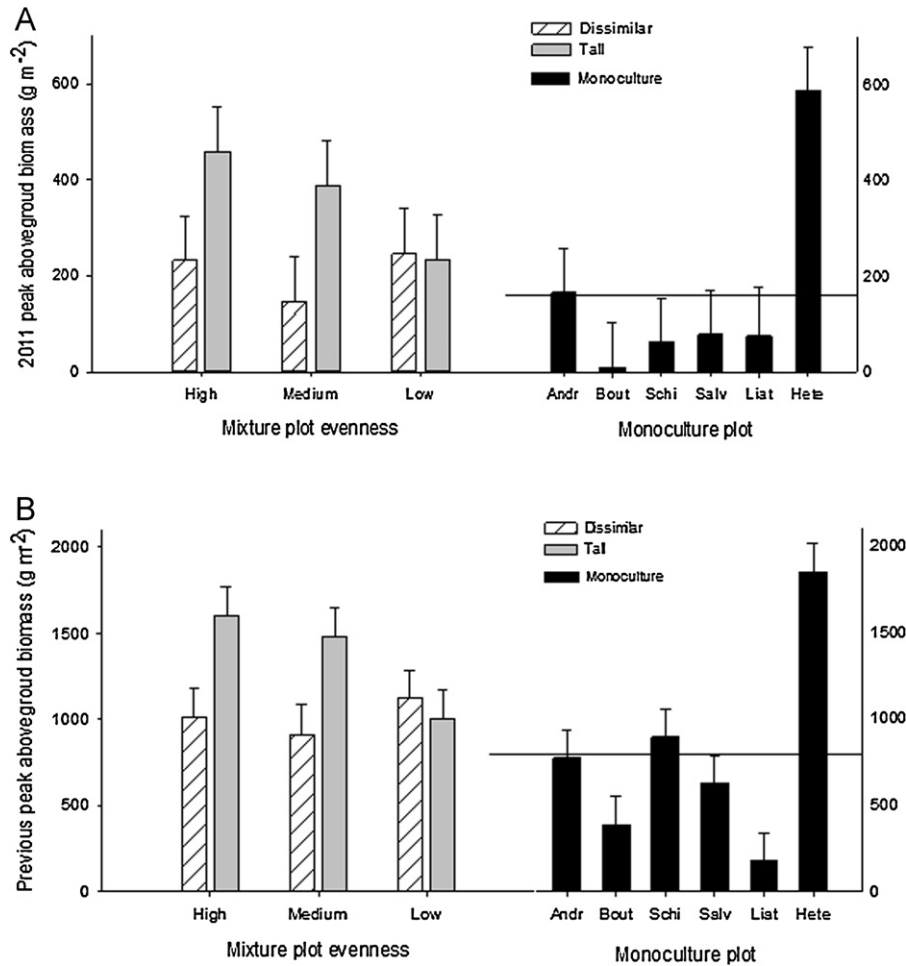 A
2011 peak abovegroud biom ass (g m-2)
600
400
200
0
High Medium Low
Mixture plot evenness
Dissimilar
Tall
Monoculture
600
400
200
0
Andr Bout Schi Salv Liat Hete
Monoculture plot
B
Previous peak abovegroud biomass (g m-2)
2000
1500
1000
500
0
High Medium Low
Mixture plot evenness
Dissimilar
Tall
Monoculture
2000
1500
1000
500
0
Andr Bout Schi Salv Liat Hete
Monoculture plot